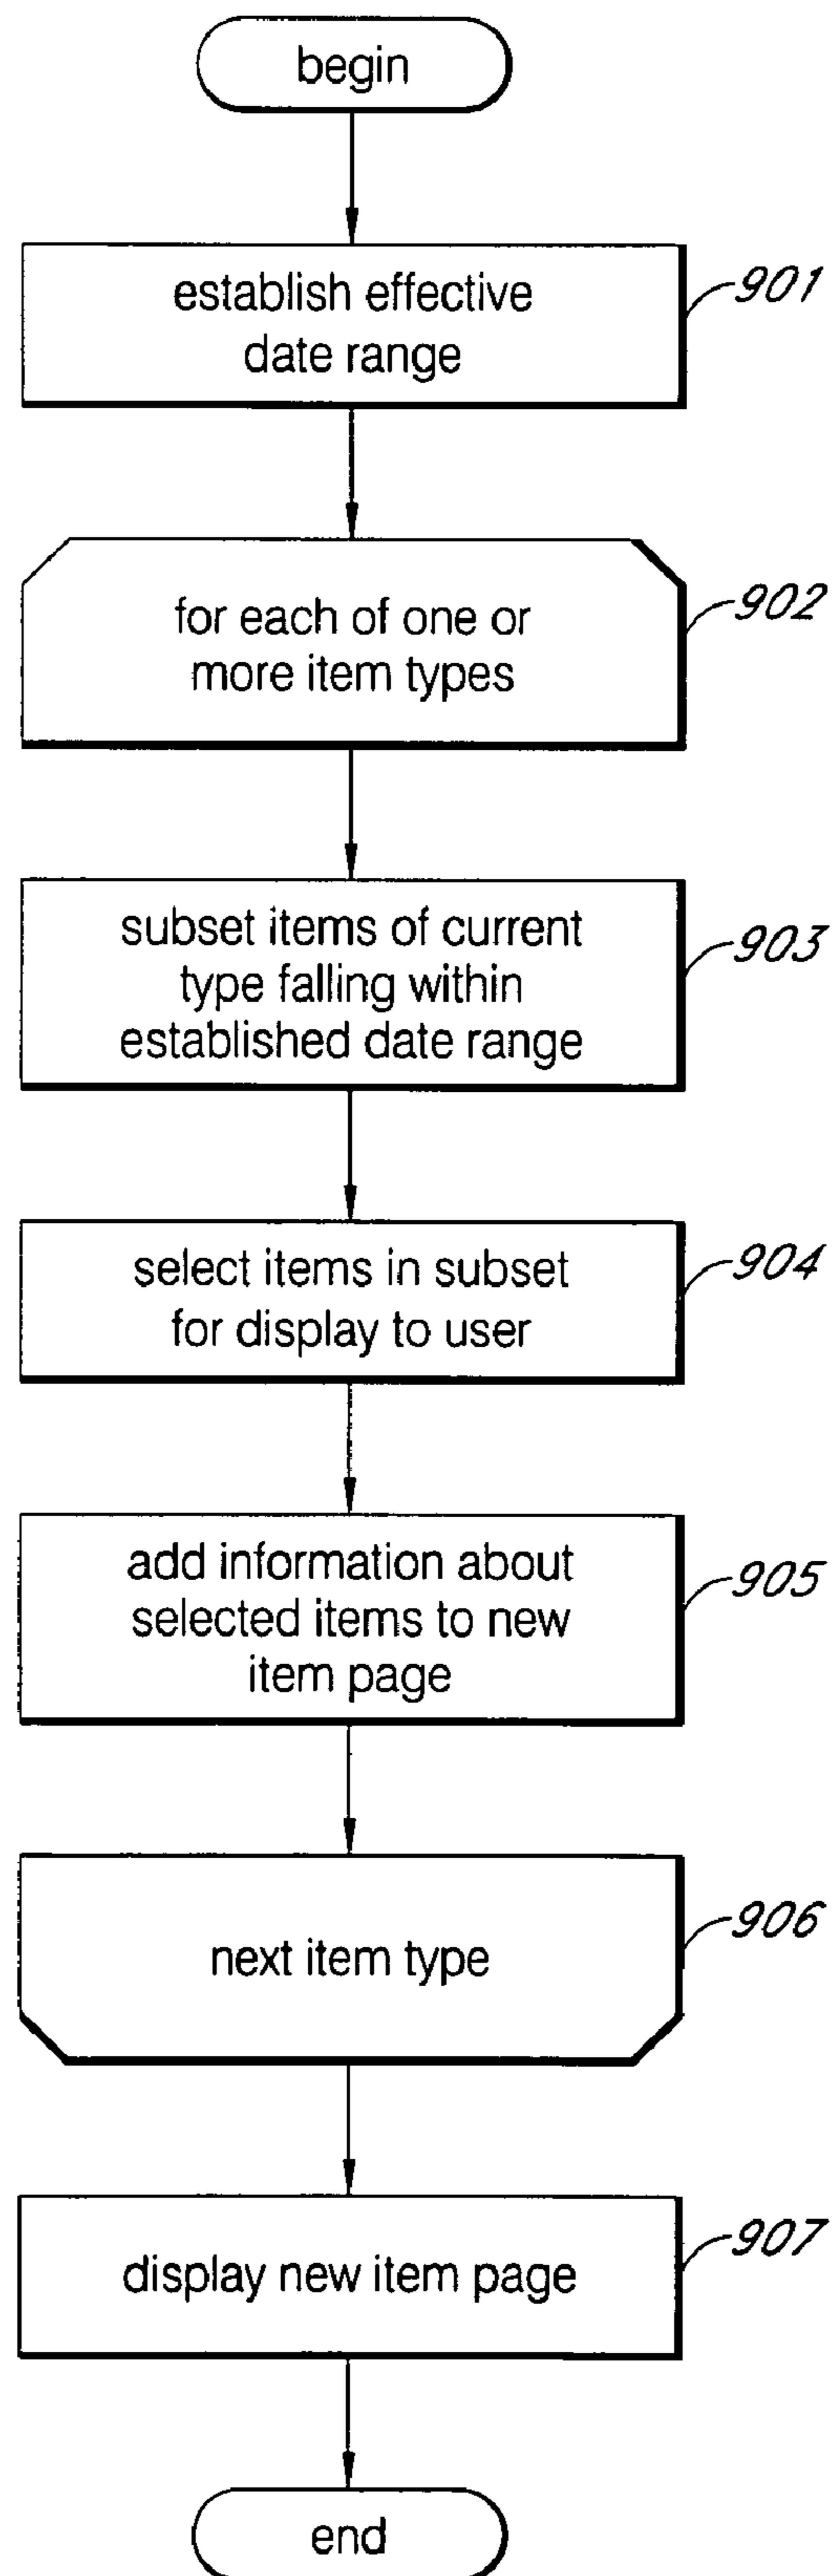 begin
establish effective
date range
901
for each of one or
more item types
902
subset items of current
type falling within
established date range
903
select items in subset
for display to user
904
add information about
selected items to new
item page
905
next item type
906
display new item page
907
end